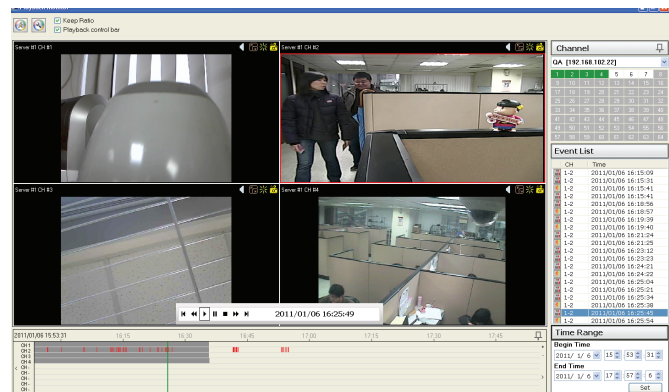 Keep Ratio
Playback control bar
Server #1 CH #1
Server #1 CH #2
Server #1 CH #3
Server #1 CH #4
2011/01/06 16:25:49
Channel
QA [192.168.102.22]
1 2 3 4 5 6 7 8
Event List
CH Time
1-2 2011/01/06 16:15:09
1-2 2011/01/06 16:15:31
1-2 2011/01/06 16:15:41
1-2 2011/01/06 16:15:41
1-2 2011/01/06 16:18:56
1-2 2011/01/06 16:18:57
1-2 2011/01/06 16:19:39
1-2 2011/01/06 16:19:40
1-2 2011/01/06 16:21:24
1-2 2011/01/06 16:21:25
1-2 2011/01/06 16:23:12
1-2 2011/01/06 16:23:23
1-2 2011/01/06 16:24:21
1-2 2011/01/06 16:24:22
1-2 2011/01/06 16:25:04
1-2 2011/01/06 16:25:21
1-2 2011/01/06 16:25:34
1-2 2011/01/06 16:25:38
1-2 2011/01/06 16:25:45
1-2 2011/01/06 16:25:54
Time Range
Begin Time
2011/ 1/ 6 15 : 53 : 31
End Time
2011/ 1/ 6 17 : 57 : 6
Set
2011/01/06 15:53:31 16:15 16:30 16:45 17:00 17:15 17:30 17:45
CH 1
CH 2
CH 3
CH 4
CH -
CH -
CH -
CH -